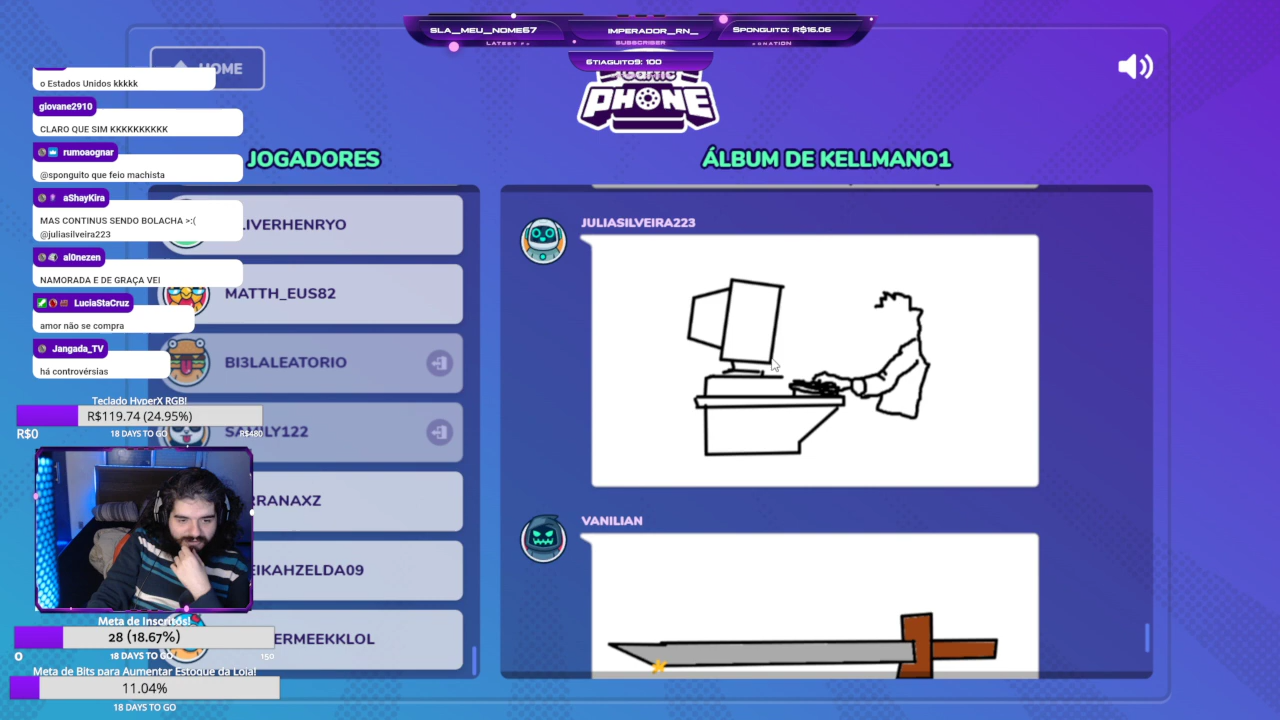 SLA_MEU_NOME67
IMPERADOR_RN_
SUBSCRIBER
SPONGUITO: R$16.06
6TIAGUITO9: 100
HOME
PHONE
o Estados Unidos kkkkk
giovane2910
CLARO QUE SIM KKKKKKKKKK
rumoaognar
@sponguito que feio machista
aShayKira
MAS CONTINUS SENDO BOLACHA >:(
@juliasilveira223
al0nezen
NAMORADA E DE GRAÇA VEI
LuciaStaCruz
amor não se compra
Jangada_TV
há controvérsias
Teclado HyperX RGB!
R$119.74 (24.95%)
R$0
18 DAYS TO GO
R$480
Meta de Inscritos!
28 (18.67%)
0
18 DAYS TO GO
150
Meta de Bits para Aumentar Estoque da Loja!
11.04%
18 DAYS TO GO
JOGADORES
LIVERHENRYO
MATTH_EUS82
BI3LALEATORIO
RANAXZ
EIKAHZELDA09
ERMEEKKLOL
ÁLBUM DE KELLMANO1
JULIASILVEIRA223
VANILIAN